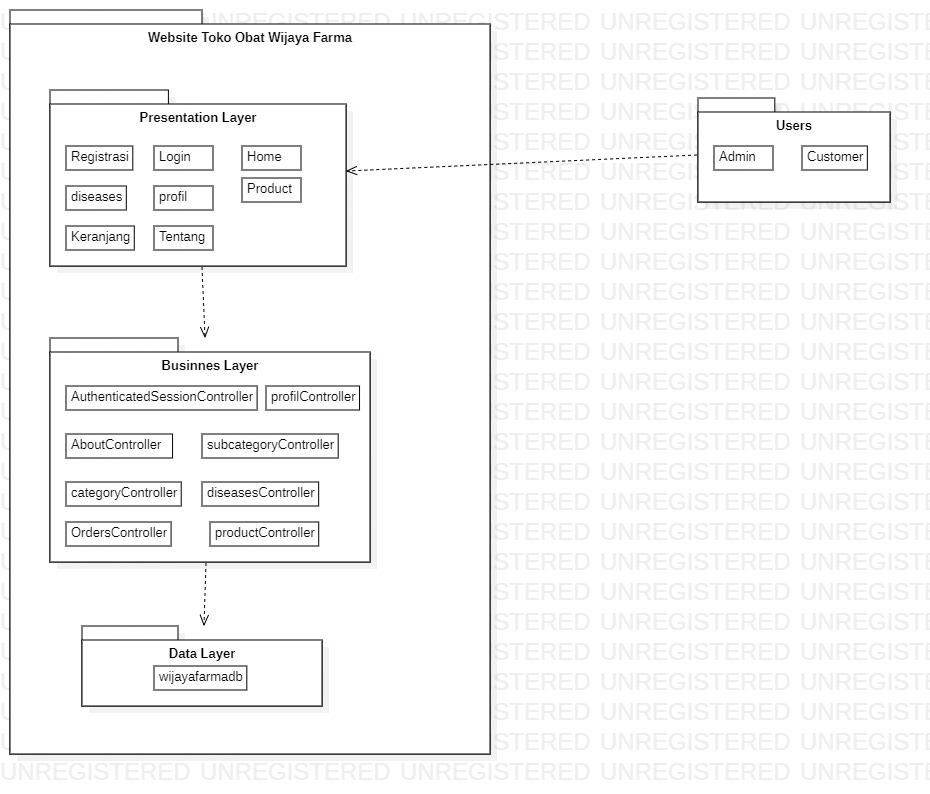 Website Toko Obat Wijaya Farma
Presentation Layer
Registrasi
Login
Home
Product
diseases
profil
Keranjang
Tentang
Users
Admin
Customer
Businnes Layer
AuthenticatedSessionController
profilController
AboutController
subcategoryController
categoryController
diseasesController
OrdersController
productController
Data Layer
wijayafarmadb
UNREGISTERED UNREGISTERED UNREGISTERED UNREGISTERED